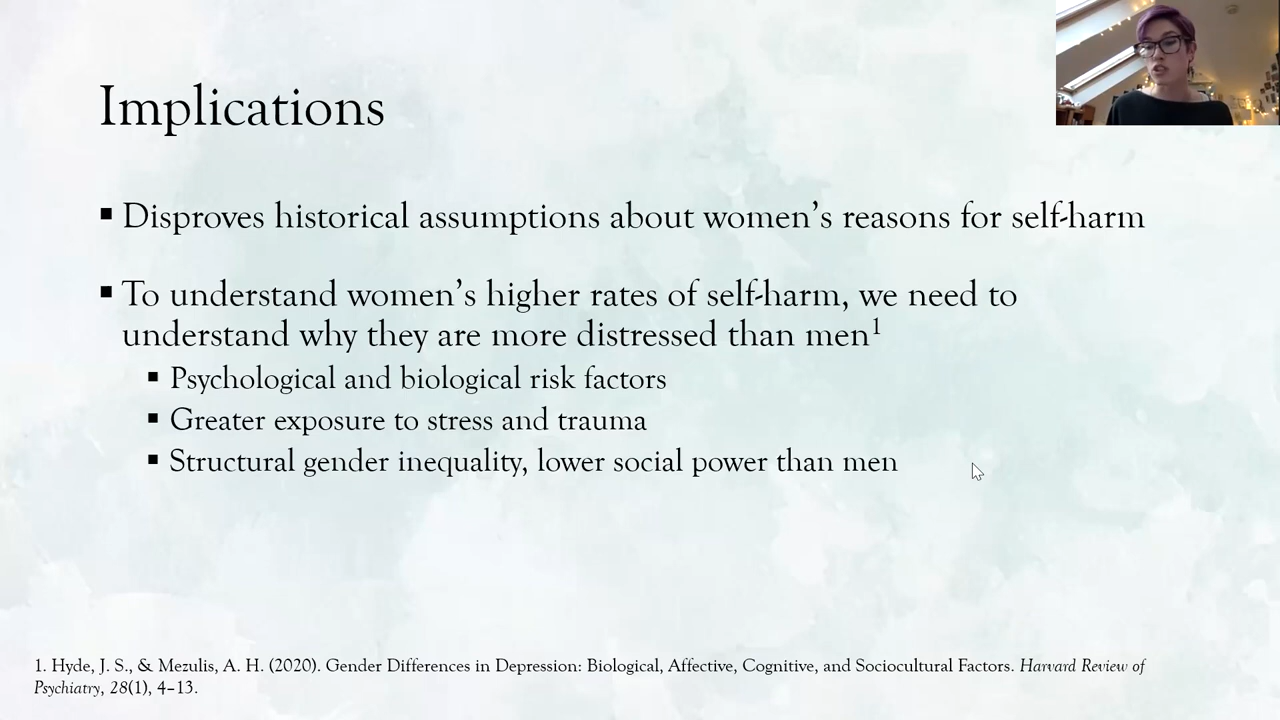 Implications
▪ Disproves historical assumptions about women’s reasons for self-harm
▪ To understand women’s higher rates of self-harm, we need to
understand why they are more distressed than men¹
▪ Psychological and biological risk factors
▪ Greater exposure to stress and trauma
▪ Structural gender inequality, lower social power than men
1. Hyde, J. S., & Mezulis, A. H. (2020). Gender Differences in Depression: Biological, Affective, Cognitive, and Sociocultural Factors. Harvard Review of
Psychiatry, 28(1), 4–13.